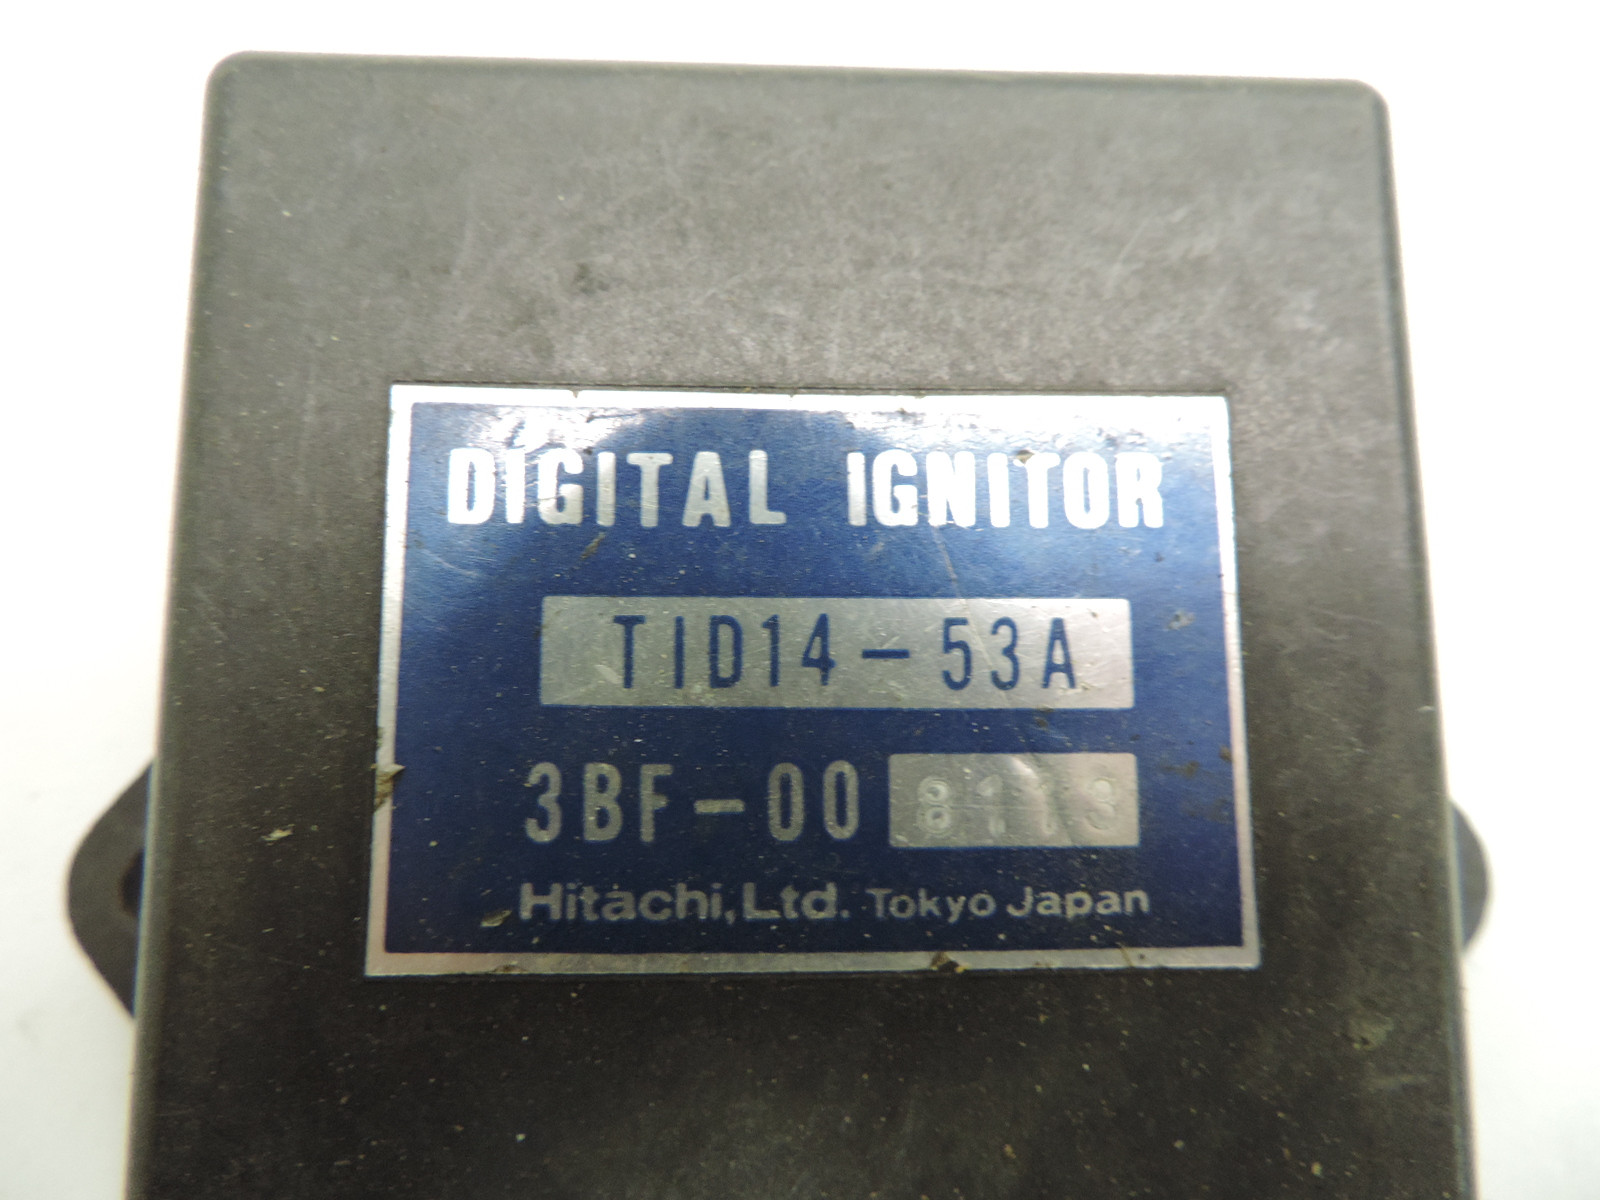 DIGITAL IGNITOR
TID14-53A
3BF-00
Hitachi, Ltd. Tokyo Japan